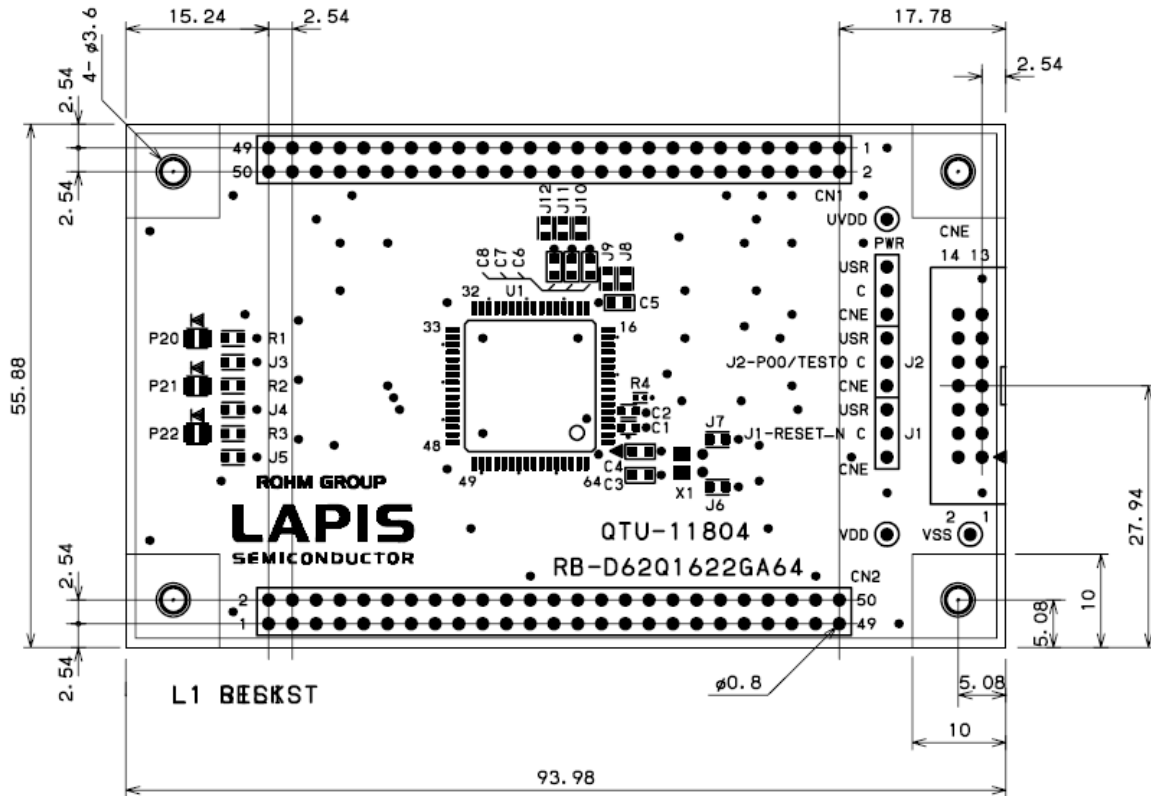 15.24
2.54
17.78
2.54
4-ø3.6
2.54
2.54
55.88
49
50
1
2
CN1
J12
J11
J10
UVDD
CNE
PWR
14 13
C8
C7
C6
J9
J8
USR
C
CNE
32
U1
C5
33
16
P20
R1
J3
USR
J2-P00/TEST0 C
J2
CNE
P21
R2
R4
J4
C2
C1
USR
P22
R3
J7
J1-RESET_N C
J1
J5
48
49
64
C4
C3
X1
J6
CNE
ROHM GROUP
LAPIS
SEMICONDUCTOR
2
1
QTU-11804
VDD
VSS
RB-D62Q1622GA64
27.94
CN2
2
1
50
49
2.54
2.54
10
5.08
ø0.8
5.08
10
L1
93.98